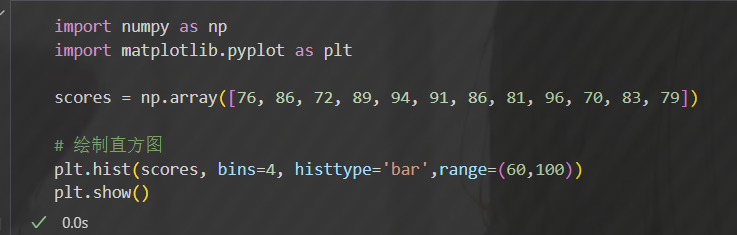 import numpy as np
import matplotlib.pyplot as plt
scores = np.array([76, 86, 72, 89, 94, 91, 86, 81, 96, 70, 83, 79])
# 绘制直方图
plt.hist(scores, bins=4, histtype='bar',range=(60,100))
plt.show()
0.0s